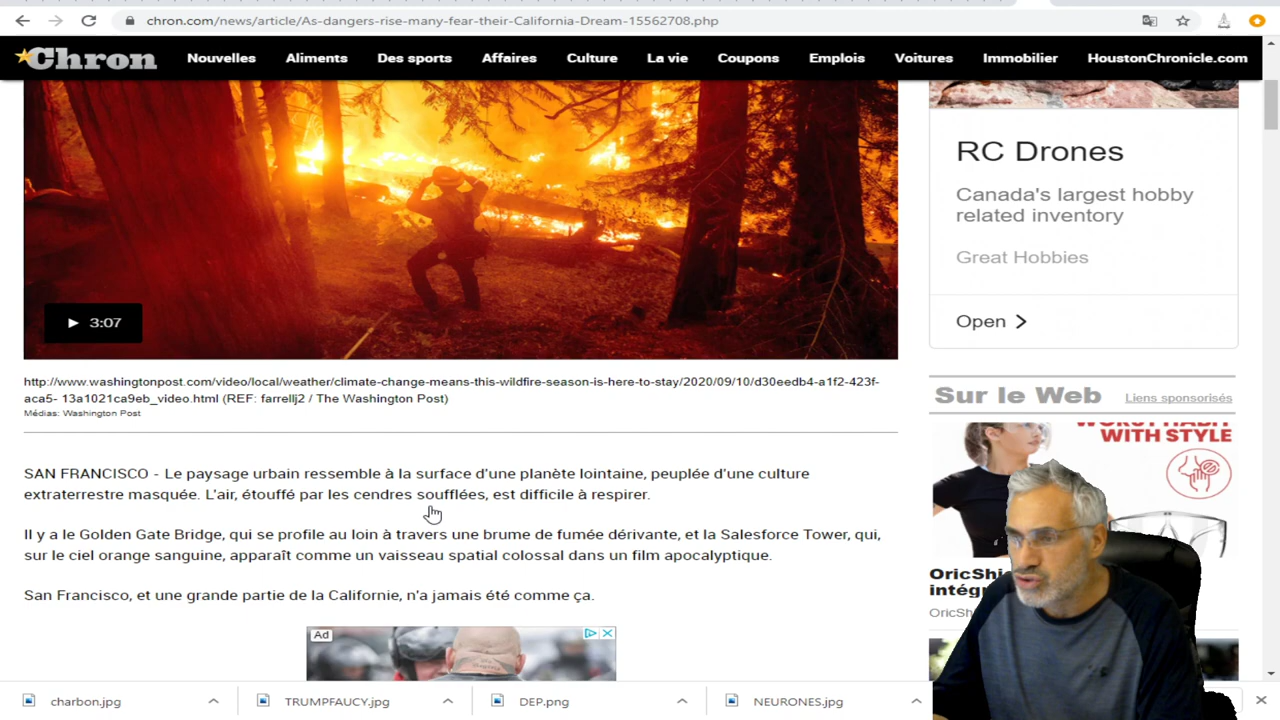 chron.com/news/article/As-dangers-rise-many-fear-their-California-Dream-15562708.php
Chron
Nouvelles
Aliments
Des sports
Affaires
Culture
La vie
Coupons
Emplois
Voitures
Immobilier
HoustonChronicle.com
3:07
http://www.washingtonpost.com/video/local/weather/climate-change-means-this-wildfire-season-is-here-to-stay/2020/09/10/d30eedb4-a1f2-423f-
aca5- 13a1021ca9eb_video.html (REF: farrellj2 / The Washington Post)
Médias: Washington Post
SAN FRANCISCO - Le paysage urbain ressemble à la surface d'une planète lointaine, peuplée d'une culture
extraterrestre masquée. L'air, étouffé par les cendres soufflées, est difficile à respirer.
Il y a le Golden Gate Bridge, qui se profile au loin à travers une brume de fumée dérivante, et la Salesforce Tower, qui,
sur le ciel orange sanguine, apparaît comme un vaisseau spatial colossal dans un film apocalyptique.
San Francisco, et une grande partie de la Californie, n'a jamais été comme ça.
Ad
RC Drones
Canada's largest hobby
related inventory
Great Hobbies
Open
Sur le Web
Liens sponsorisés
WORST HABIT
WITH STYLE
OricShi
intégr
OricShi
charbon.jpg
TRUMPFAUCY.jpg
DEP.png
NEURONES.jpg